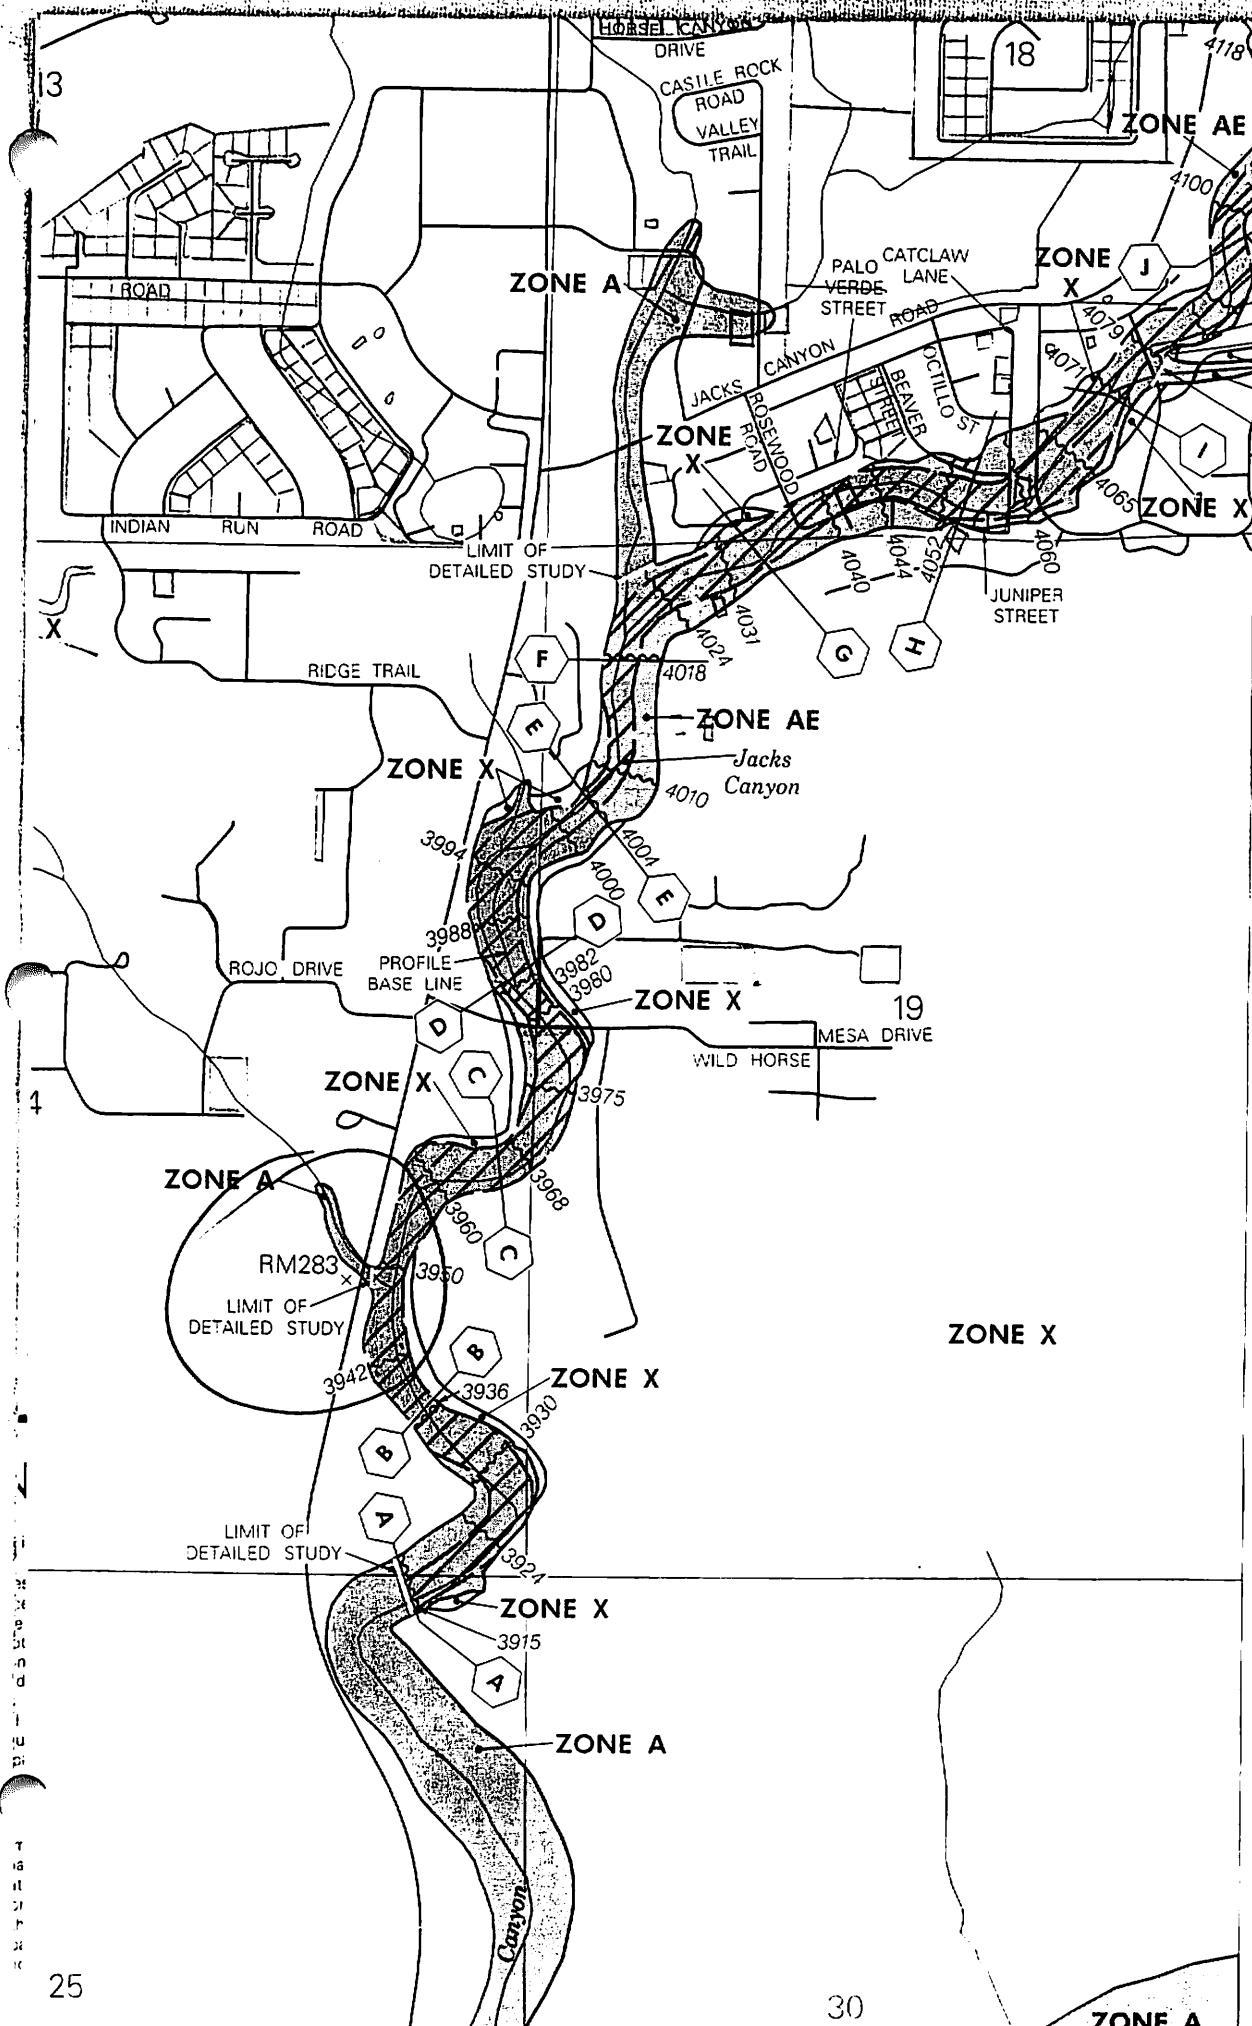 HORSE CANYON
DRIVE
18
4118
13
CASTLE ROCK
ROAD
VALLEY
TRAIL
ZONE AE
4100
ZONE A
PALO
VERDE
STREET
CATCLAW
LANE
ZONE
X
J
ROAD
ROAD
4079
JACKS
CANYON
4071
OCTILLO ST
BEAVER
STREET
ROSEWOOD
ROAD
ZONE
X
I
4065
ZONE X
INDIAN
RUN
ROAD
LIMIT OF
DETAILED STUDY
4040
4044
4052
4060
JUNIPER
STREET
X
4031
4024
G
H
F
4018
RIDGE TRAIL
E
ZONE AE
Jacks
Canyon
ZONE X
4010
3994
4004
4000
E
D
3988
PROFILE
BASE LINE
ROJO DRIVE
3982
3980
ZONE X
19
D
MESA DRIVE
WILD HORSE
C
ZONE X
3975
4
ZONE A
3968
3960
C
RM283
3950
LIMIT OF
DETAILED STUDY
ZONE X
B
3942
3936
ZONE X
3930
B
A
LIMIT OF
DETAILED STUDY
3924
ZONE X
3915
A
ZONE A
Canyon
25
30
ZONE A